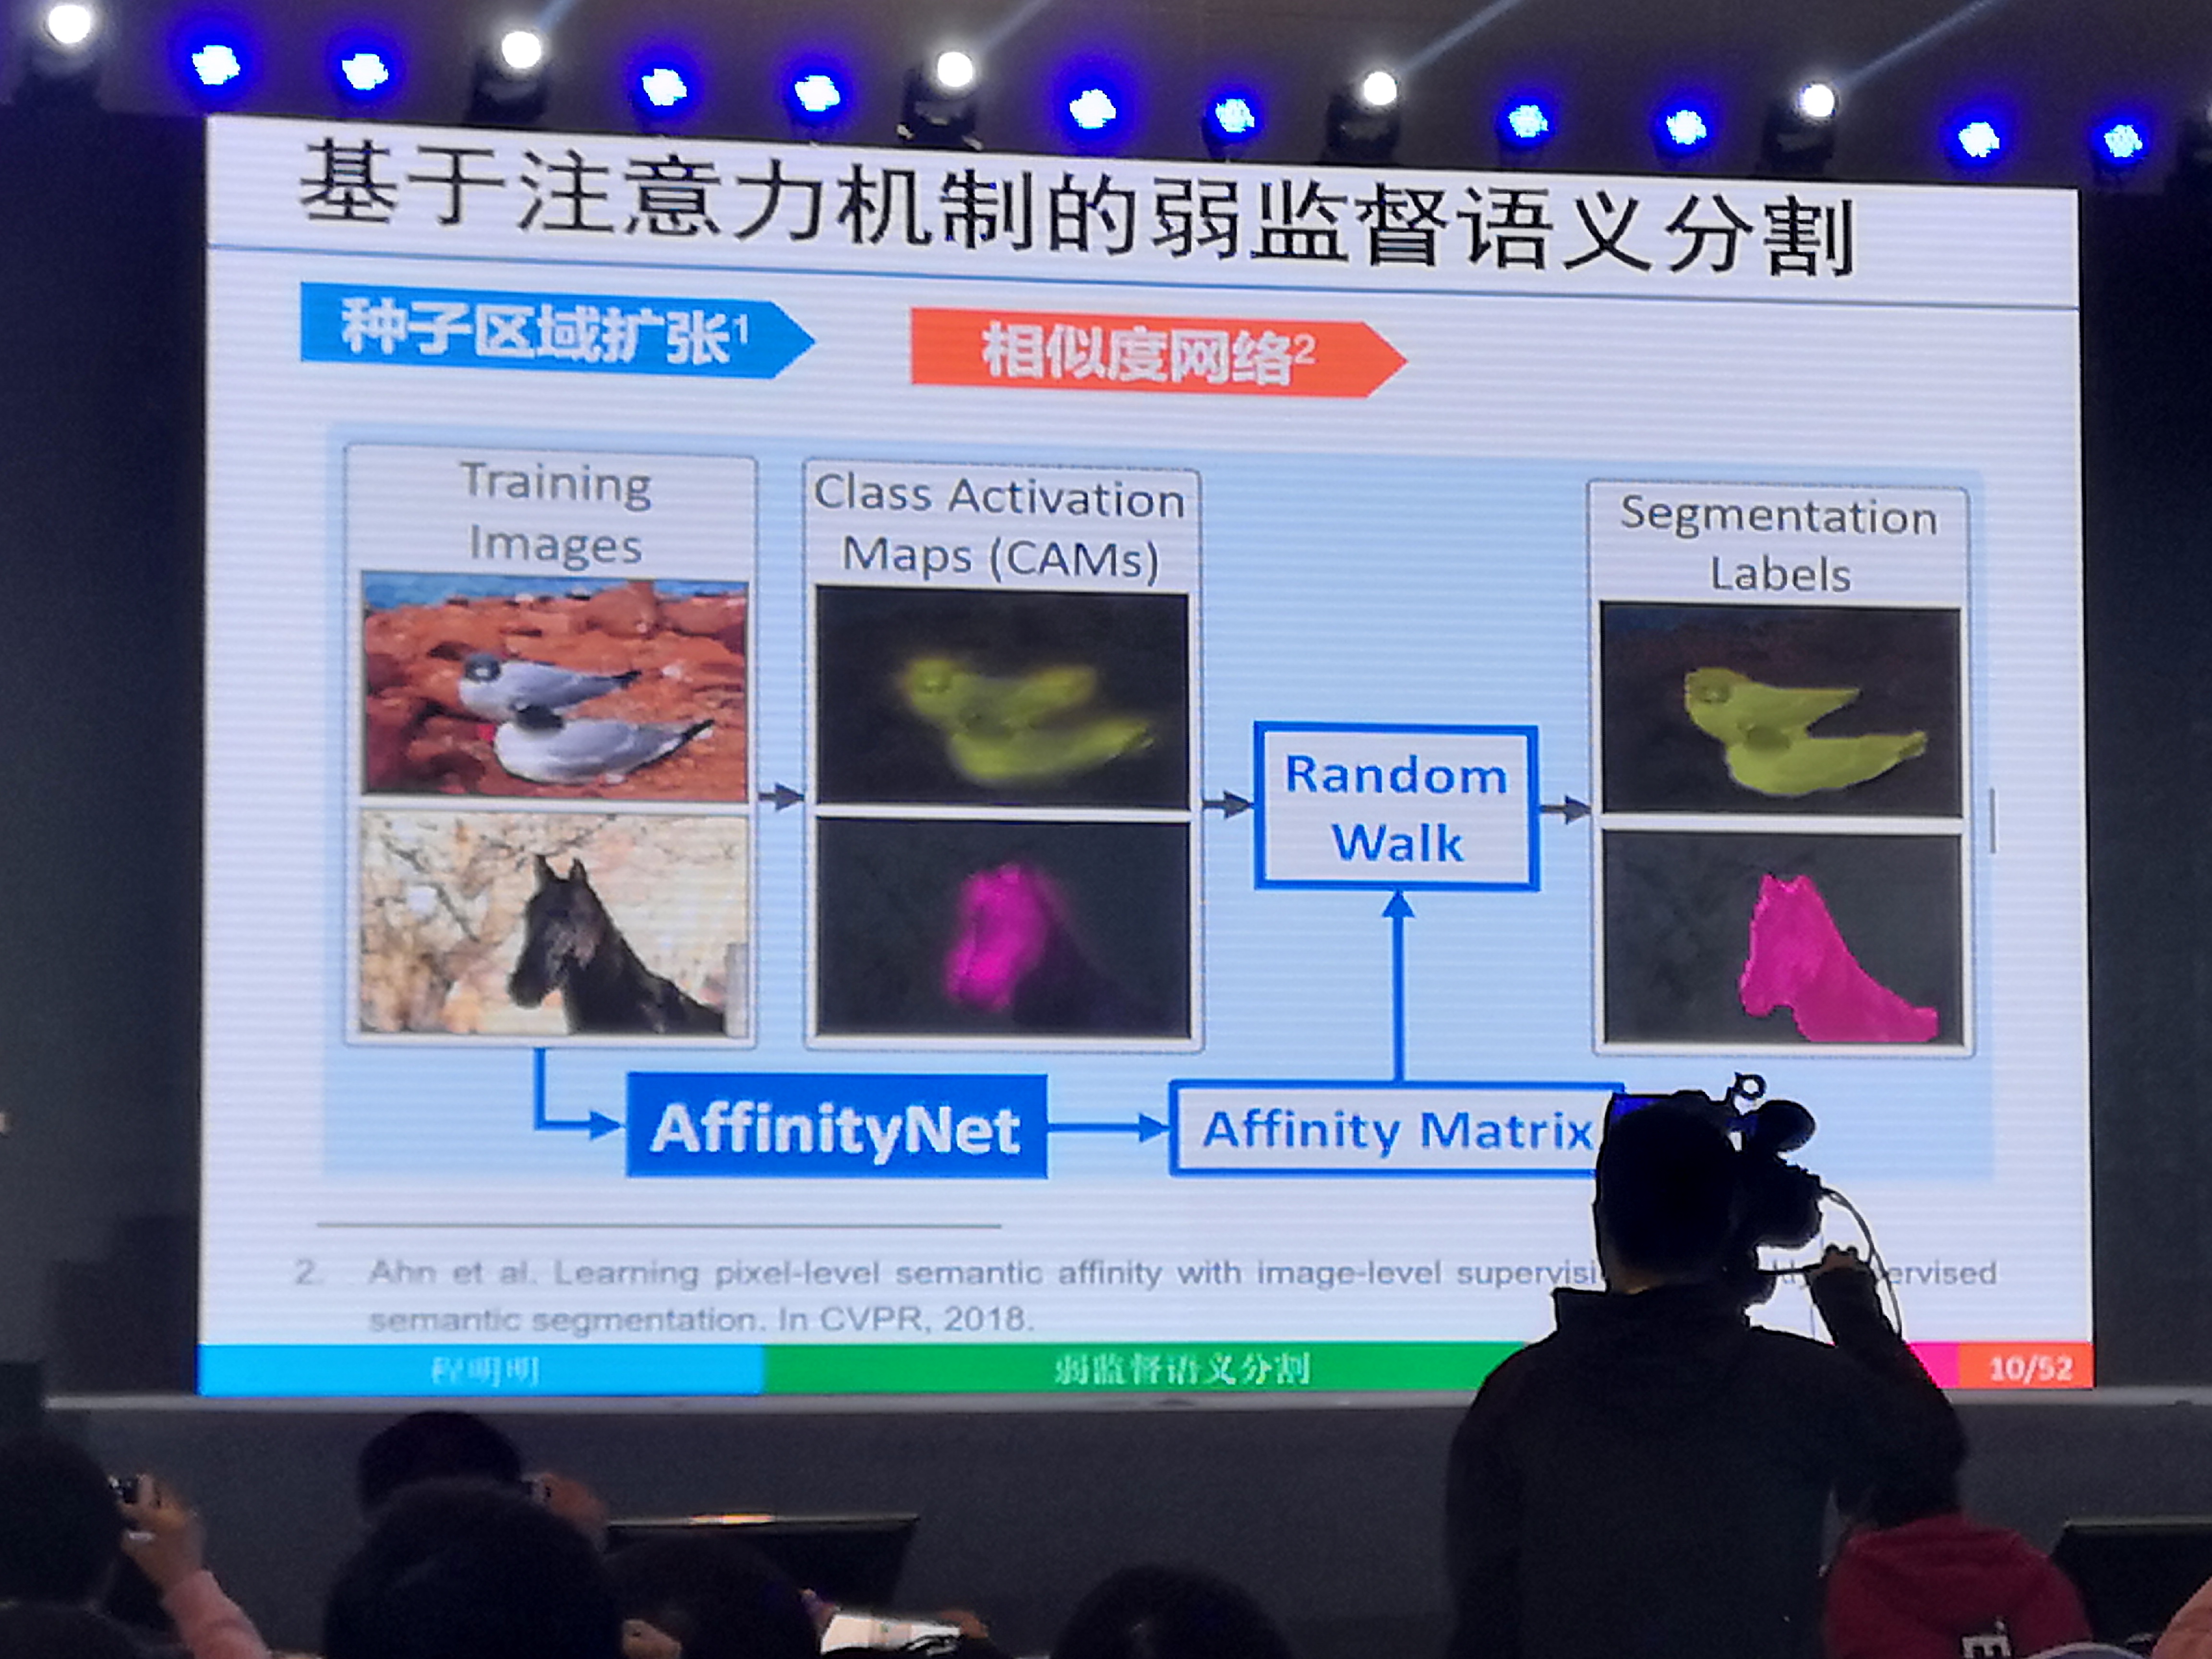 基于注意力机制的弱监督语义分割
种子区域扩张1
相似度网络2
Training
Images
Class Activation
Maps (CAMs)
Segmentation
Labels
Random
Walk
AffinityNet
Affinity Matrix
2. Ahn et al. Learning pixel-level semantic affinity with image-level
semantic segmentation. In CVPR, 2018.
程明明
弱监督语义分割
10/52